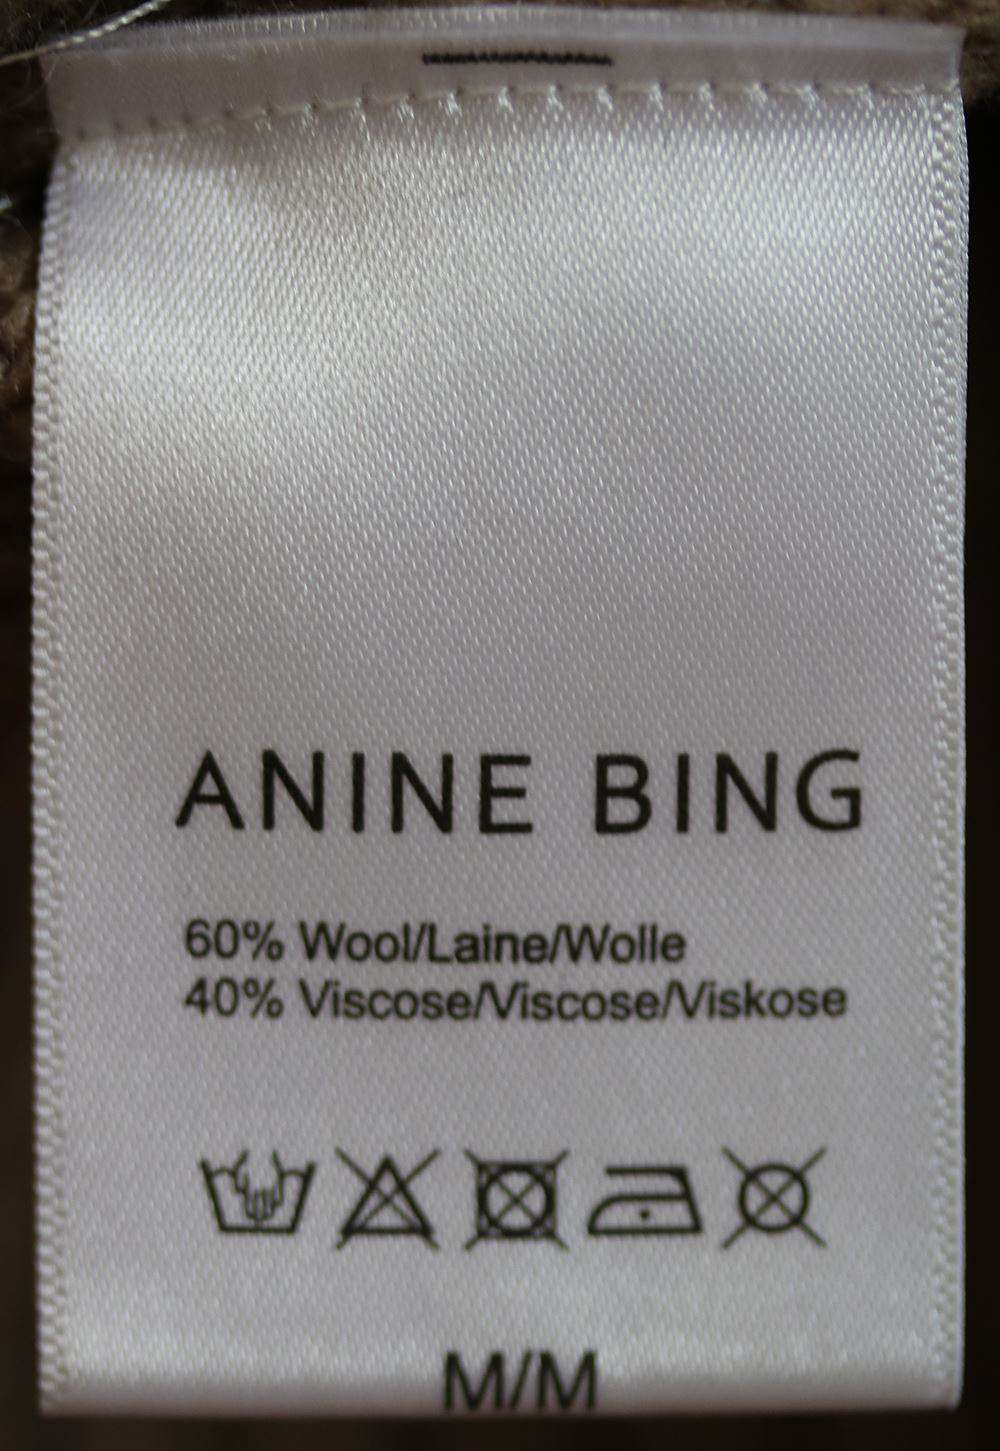 ANINE BING
60% Wool/Laine/Wolle
40% Viscose/Viscose/Viskose
M/M